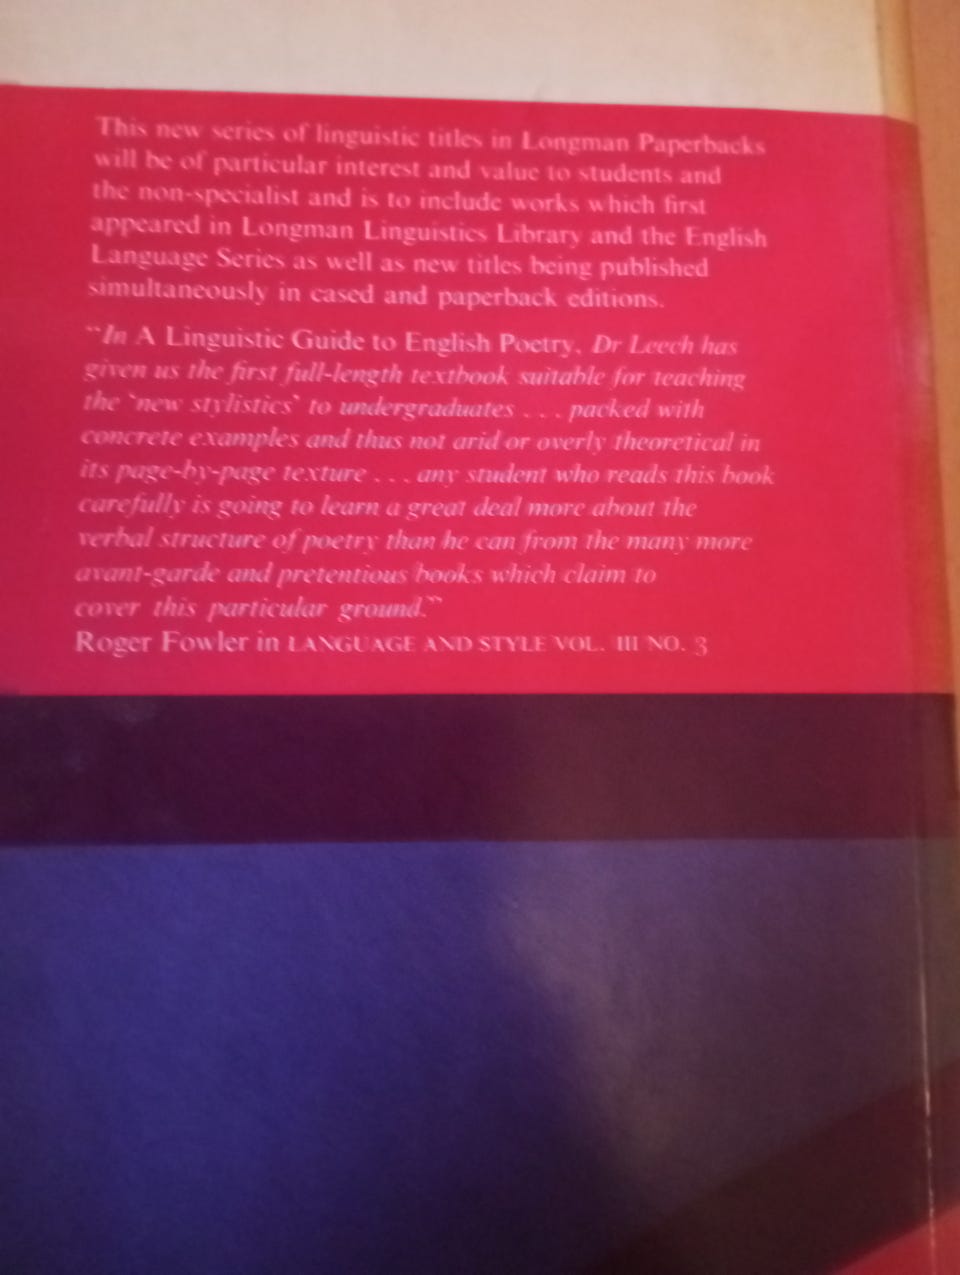 This new series of linguistic titles in Longman Paperbacks
will be of particular interest and value to students and
the non-specialist and is to include works which first
appeared in Longman Linguistics Library and the English
Language Series as well as new titles being published
simultaneously in cased and paperback editions.
"In A Linguistic Guide to English Poetry, Dr Leech has
given us the first full-length textbook suitable for teaching
the 'new stylistics' to undergraduates . . . packed with
concrete examples and thus not arid or overly theoretical in
its page-by-page texture . . . any student who reads this book
carefully is going to learn a great deal more about the
verbal structure of poetry than he can from the many more
avant-garde and pretentious books which claim to
cover this particular ground."
Roger Fowler in LANGUAGE AND STYLE VOL. III NO. 3